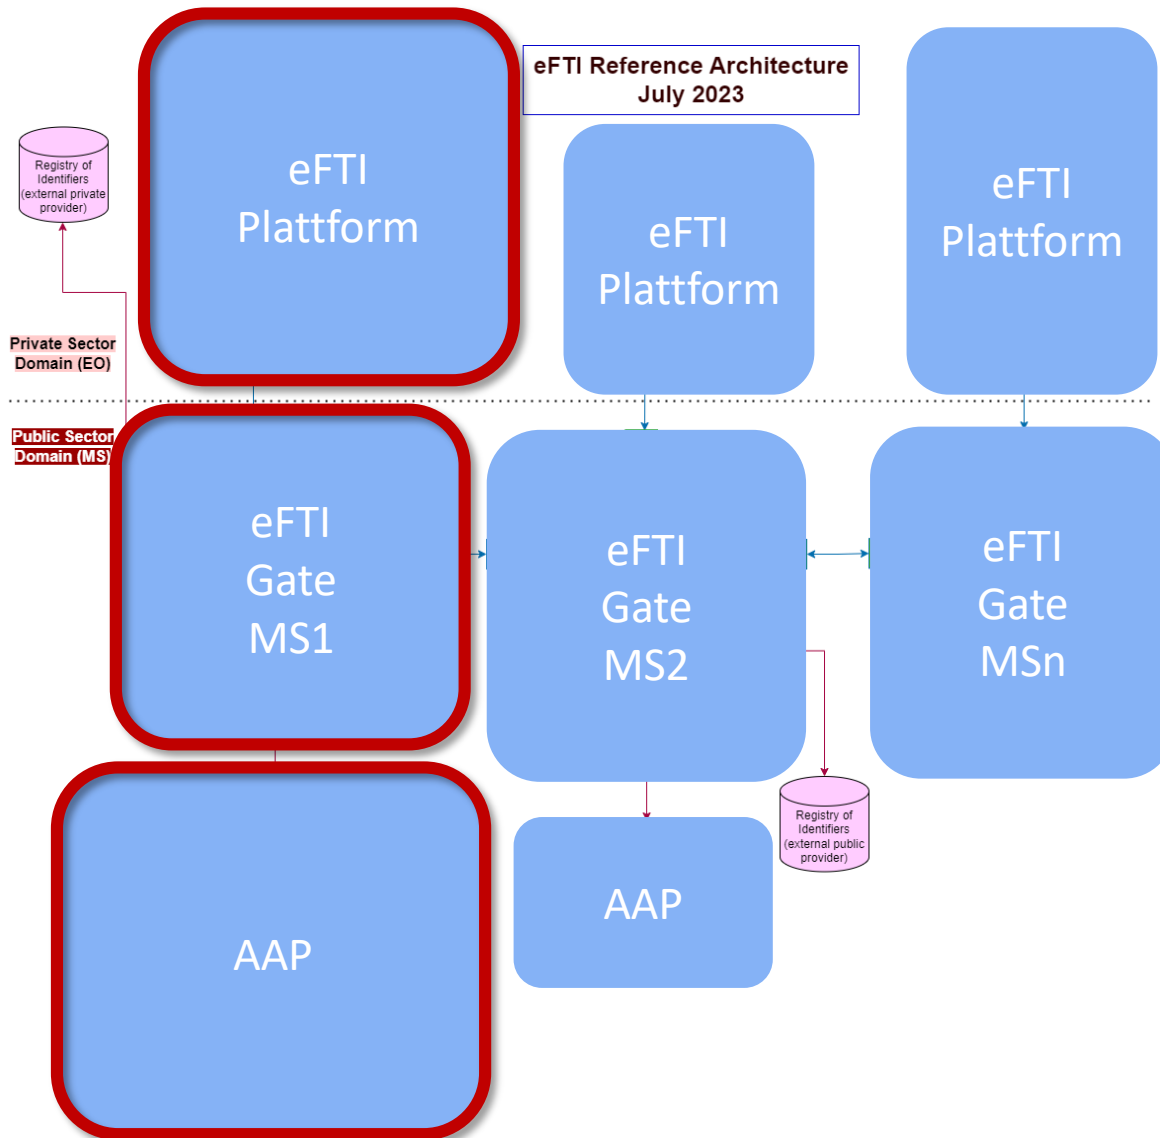 eFTI
Plattform
eFTI Reference Architecture
July 2023
eFTI
Plattform
eFTI
Plattform
Registry of
Identifiers
(external private
provider)
Private Sector
Domain (EO)
Public Sector
Domain (MS)
eFTI
Gate
MS1
eFTI
Gate
MS2
eFTI
Gate
MSn
Registry of
Identifiers
(external public
provider)
AAP
AAP